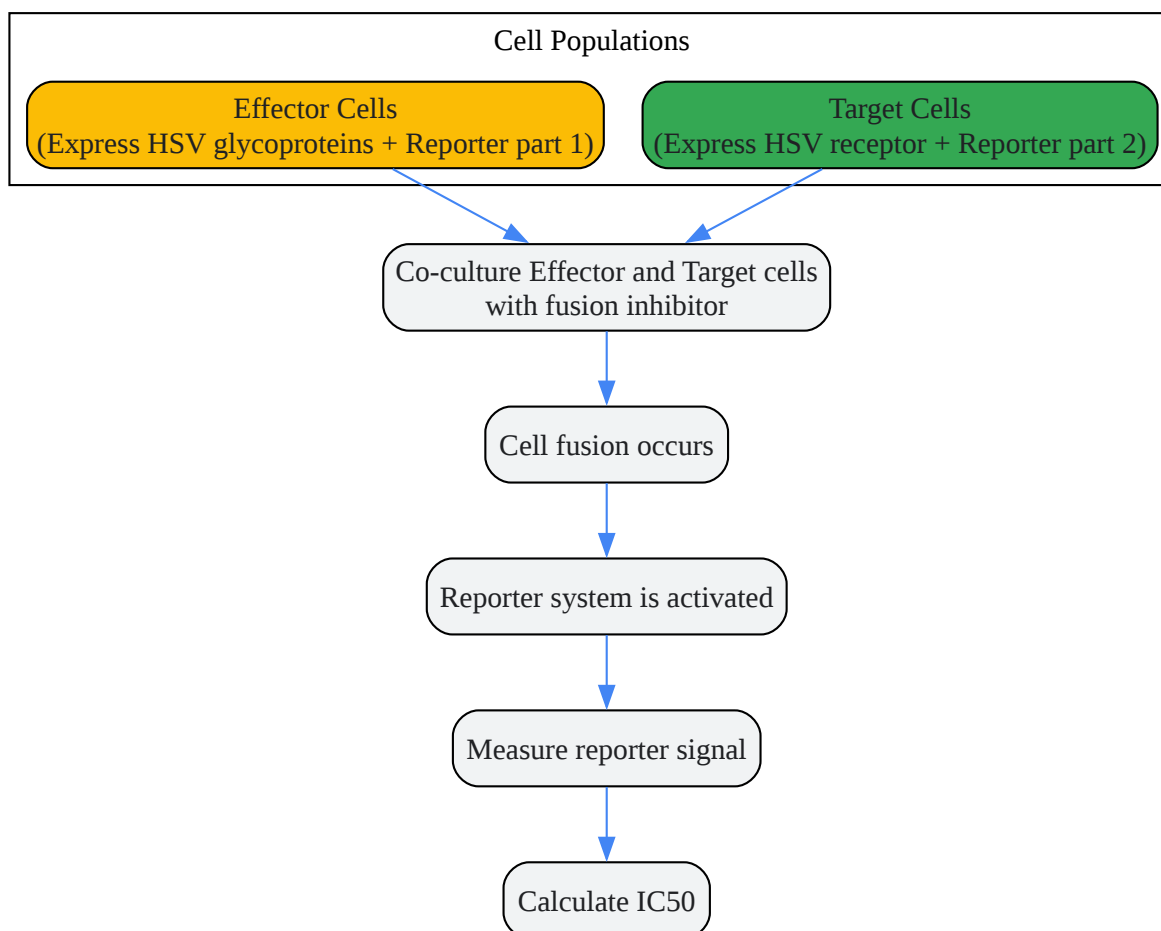 Cell Populations
Effector Cells
(Express HSV glycoproteins + Reporter part 1)
Target Cells
(Express HSV receptor + Reporter part 2)
Co-culture Effector and Target cells
with fusion inhibitor
Cell fusion occurs
Reporter system is activated
Measure reporter signal
Calculate IC50